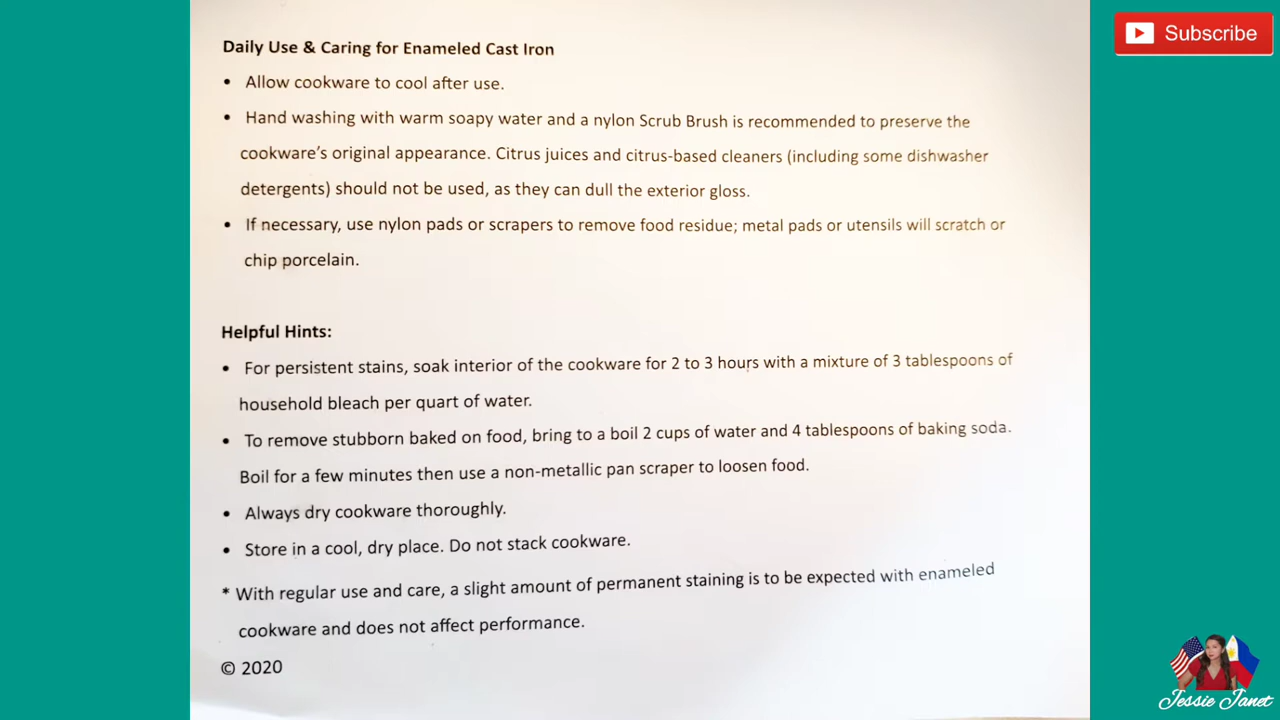 Subscribe
Daily Use & Caring for Enameled Cast Iron
• Allow cookware to cool after use.
• Hand washing with warm soapy water and a nylon Scrub Brush is recommended to preserve the
cookware's original appearance. Citrus juices and citrus-based cleaners (including some dishwasher
detergents) should not be used, as they can dull the exterior gloss.
• If necessary, use nylon pads or scrapers to remove food residue; metal pads or utensils will scratch or
chip porcelain.
Helpful Hints:
• For persistent stains, soak interior of the cookware for 2 to 3 hours with a mixture of 3 tablespoons of
household bleach per quart of water.
• To remove stubborn baked on food, bring to a boil 2 cups of water and 4 tablespoons of baking soda.
Boil for a few minutes then use a non-metallic pan scraper to loosen food.
• Always dry cookware thoroughly.
• Store in a cool, dry place. Do not stack cookware.
* With regular use and care, a slight amount of permanent staining is to be expected with enameled
cookware and does not affect performance.
© 2020
Jessie Janet